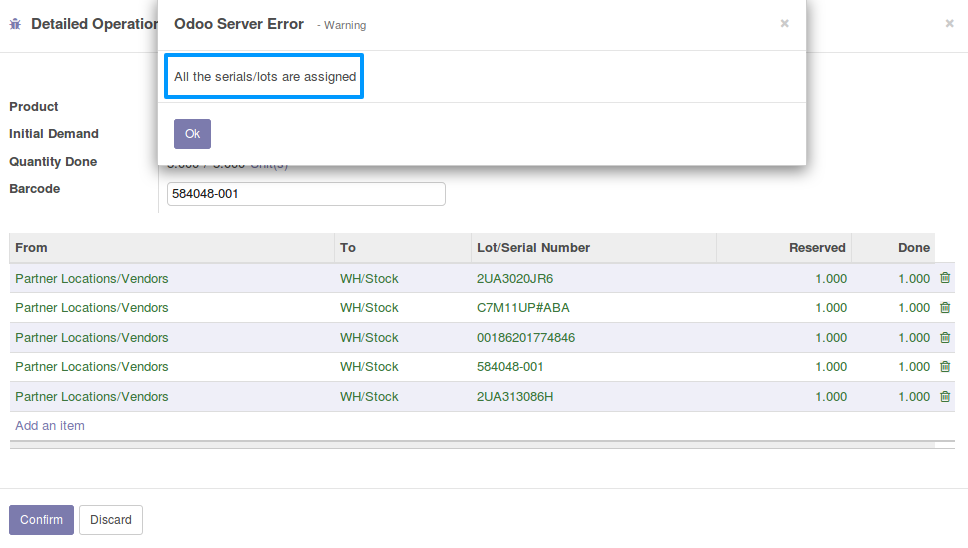 Detailed Operation
Odoo Server Error - Warning
×
×
All the serials/lots are assigned
Ok
Product
Initial Demand
Quantity Done
Barcode 584048-001
From To Lot/Serial Number Reserved Done
Partner Locations/Vendors WH/Stock 2UA3020JR6 1.000 1.000
Partner Locations/Vendors WH/Stock C7M11UP#ABA 1.000 1.000
Partner Locations/Vendors WH/Stock 00186201774846 1.000 1.000
Partner Locations/Vendors WH/Stock 584048-001 1.000 1.000
Partner Locations/Vendors WH/Stock 2UA313086H 1.000 1.000
Add an item
Confirm Discard